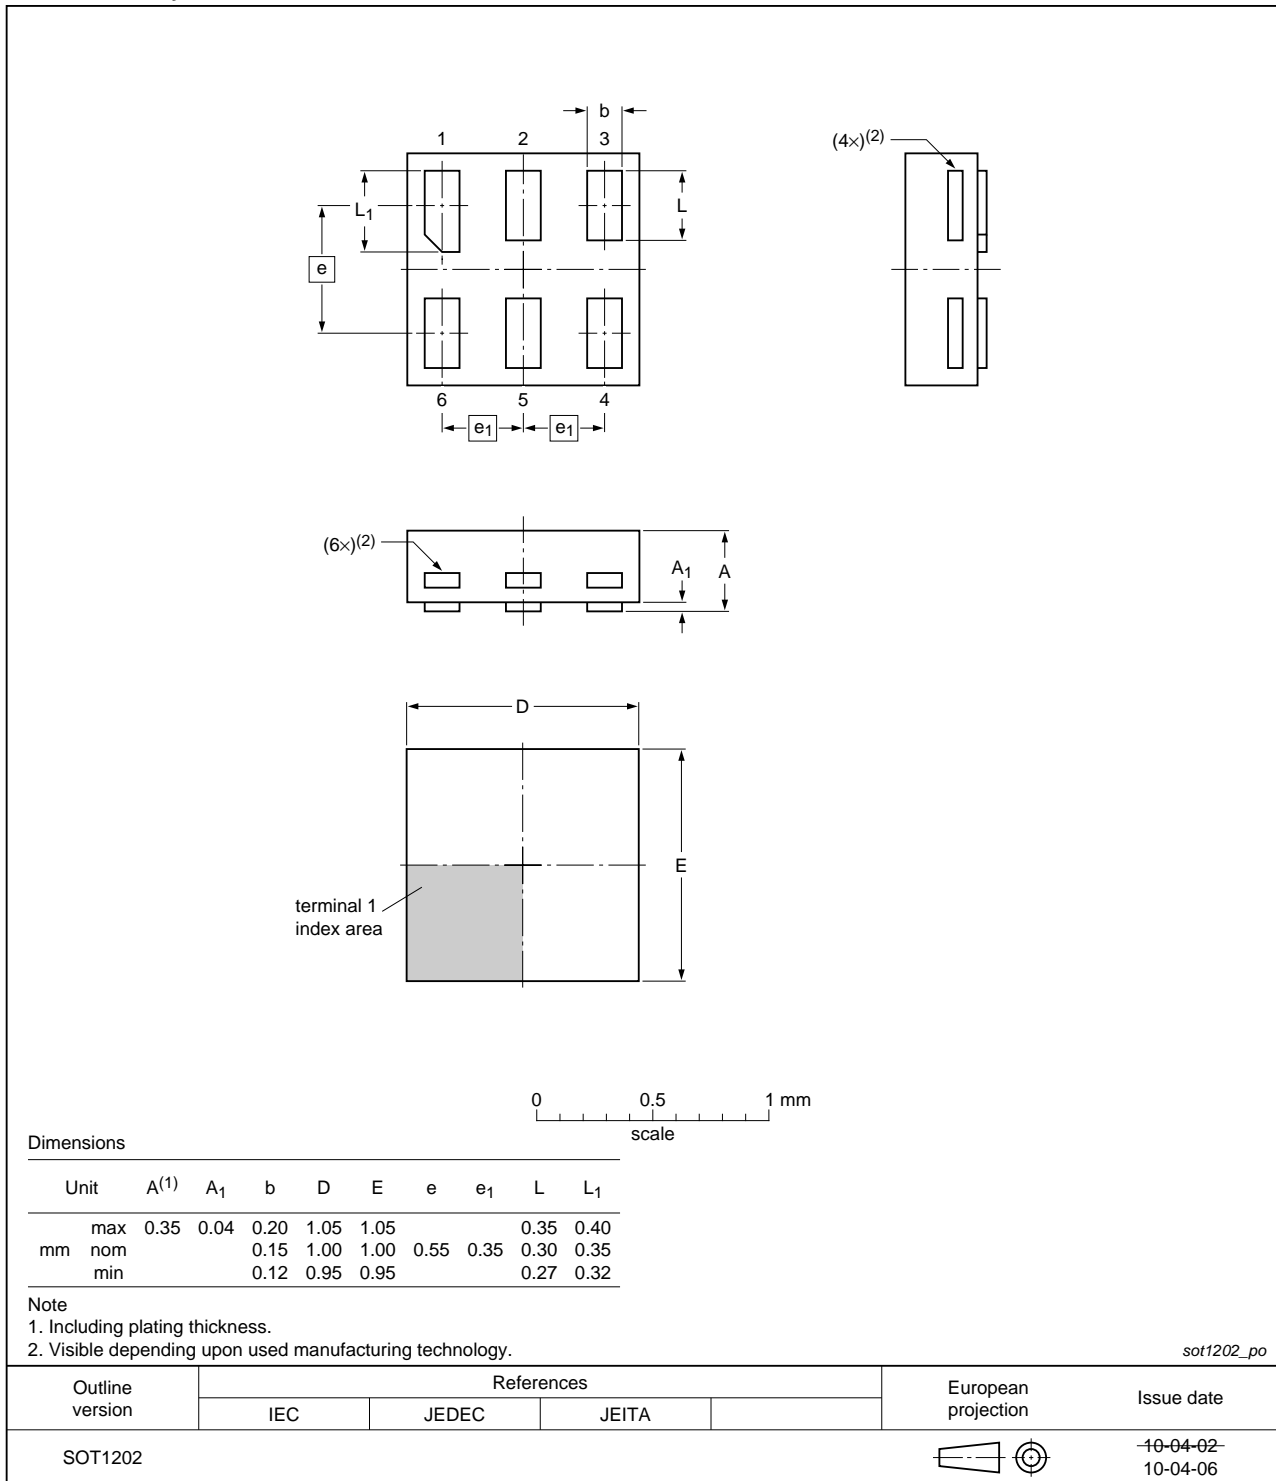 b
1 2 3
(4×)(2)
L1
L
e
6 5 4
e1 e1
(6×)(2)
A1 A
D
E
terminal 1
index area
0 0.5 1 mm
scale
Dimensions
Unit A(1) A1 b D E e e1 L L1
max 0.35 0.04 0.20 1.05 1.05 0.35 0.40
mm nom 0.15 1.00 1.00 0.55 0.35 0.30 0.35
min 0.12 0.95 0.95 0.27 0.32
Note
1. Including plating thickness.
2. Visible depending upon used manufacturing technology.
sot1202_po
Outline
version
References
IEC JEDEC JEITA
European
projection
Issue date
SOT1202
10-04-02
10-04-06